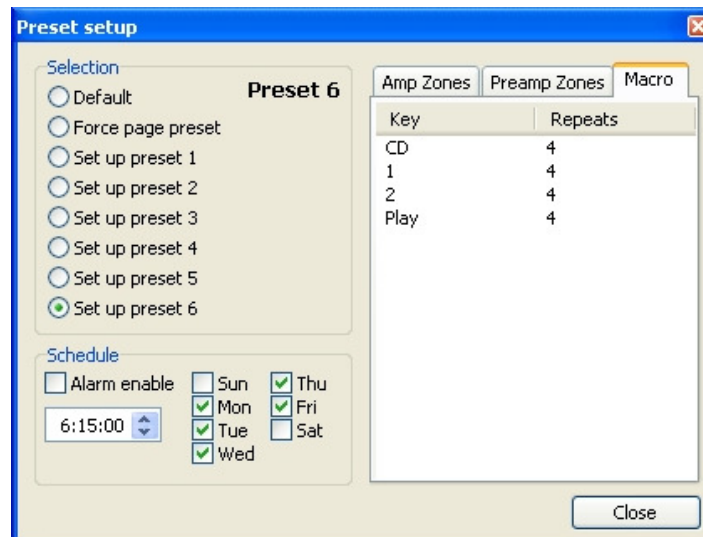 Preset setup
Selection
Preset 6
Default
Force page preset
Set up preset 1
Set up preset 2
Set up preset 3
Set up preset 4
Set up preset 5
Set up preset 6
Schedule
Alarm enable
6:15:00
Sun
Mon
Tue
Wed
Thu
Fri
Sat
Amp Zones Preamp Zones Macro
Key Repeats
CD 4
1 4
2 4
Play 4
Close